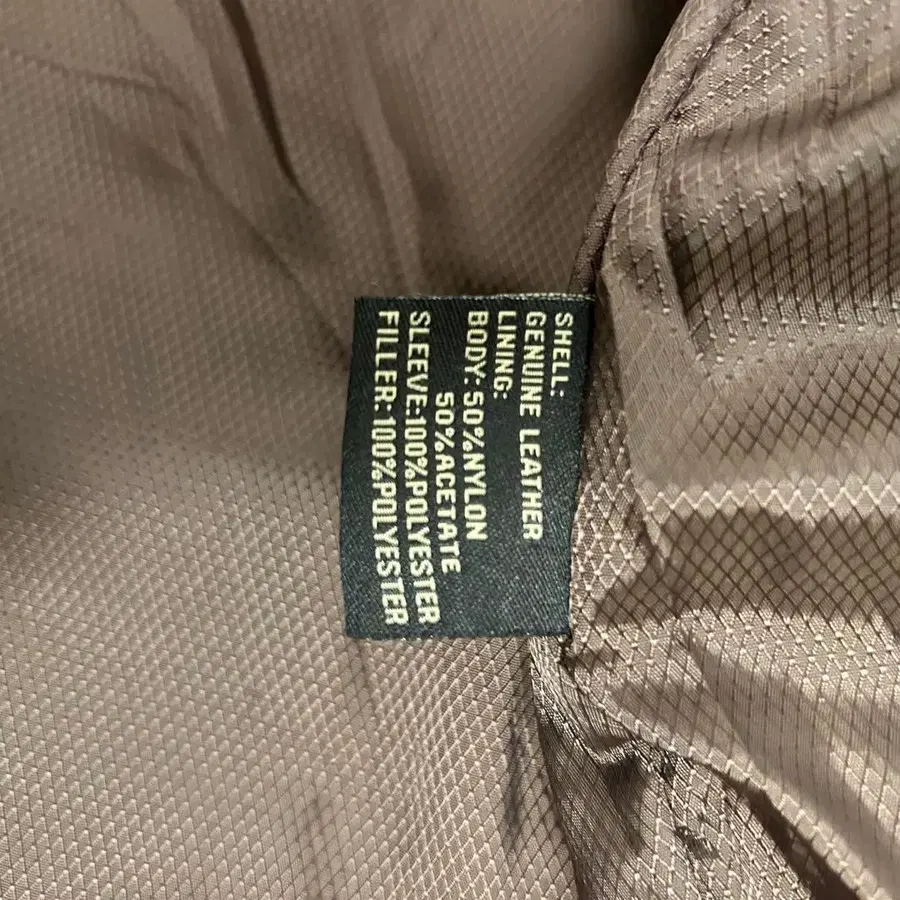 SHELL:
GENUINE LEATHER
LINING:
BODY: 50%NYLON
50%ACETATE
SLEEVE:100%POLYESTER
FILLER:100%POLYESTER